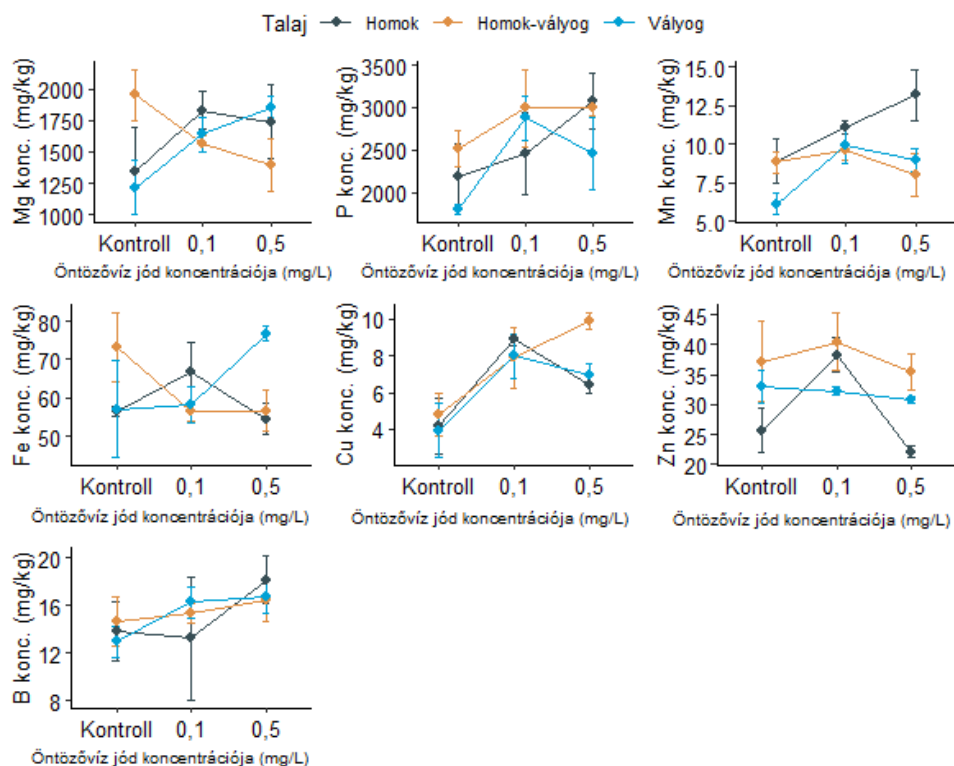 Talaj Homok Homok-vályog Vályog
Mg konc. (mg/kg)
2000
1750
1500
1250
1000
Kontroll 0,1 0,5
Öntözővíz jód koncentrációja (mg/L)
P konc. (mg/kg)
3500
3000
2500
2000
Kontroll 0,1 0,5
Öntözővíz jód koncentrációja (mg/L)
Mn konc. (mg/kg)
15.0
12.5
10.0
7.5
5.0
Kontroll 0,1 0,5
Öntözővíz jód koncentrációja (mg/L)
Fe konc. (mg/kg)
80
70
60
50
Kontroll 0,1 0,5
Öntözővíz jód koncentrációja (mg/L)
Cu konc. (mg/kg)
10
8
6
4
Kontroll 0,1 0,5
Öntözővíz jód koncentrációja (mg/L)
Zn konc. (mg/kg)
45
40
35
30
25
20
Kontroll 0,1 0,5
Öntözővíz jód koncentrációja (mg/L)
B konc. (mg/kg)
20
16
12
8
Kontroll 0,1 0,5
Öntözővíz jód koncentrációja (mg/L)